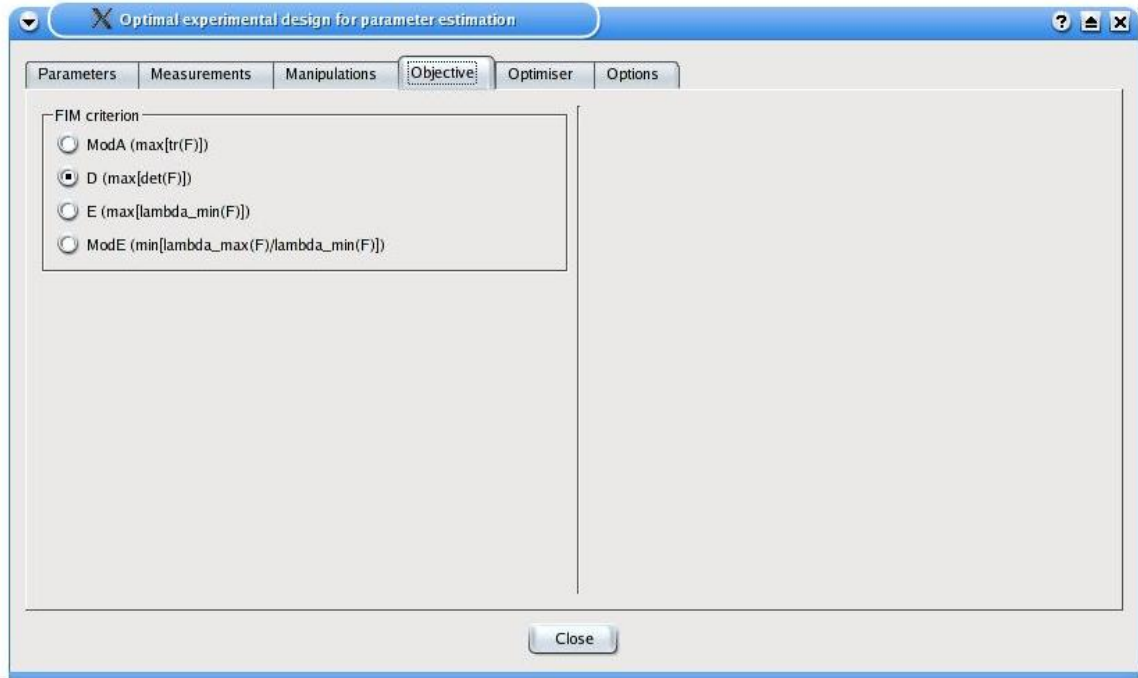 Optimal experimental design for parameter estimation
Parameters Measurements Manipulations Objective Optimiser Options
FIM criterion
ModA (max[tr(F)])
D (max[det(F)])
E (max[lambda_min(F)])
ModE (min[lambda_max(F)/lambda_min(F)])
Close